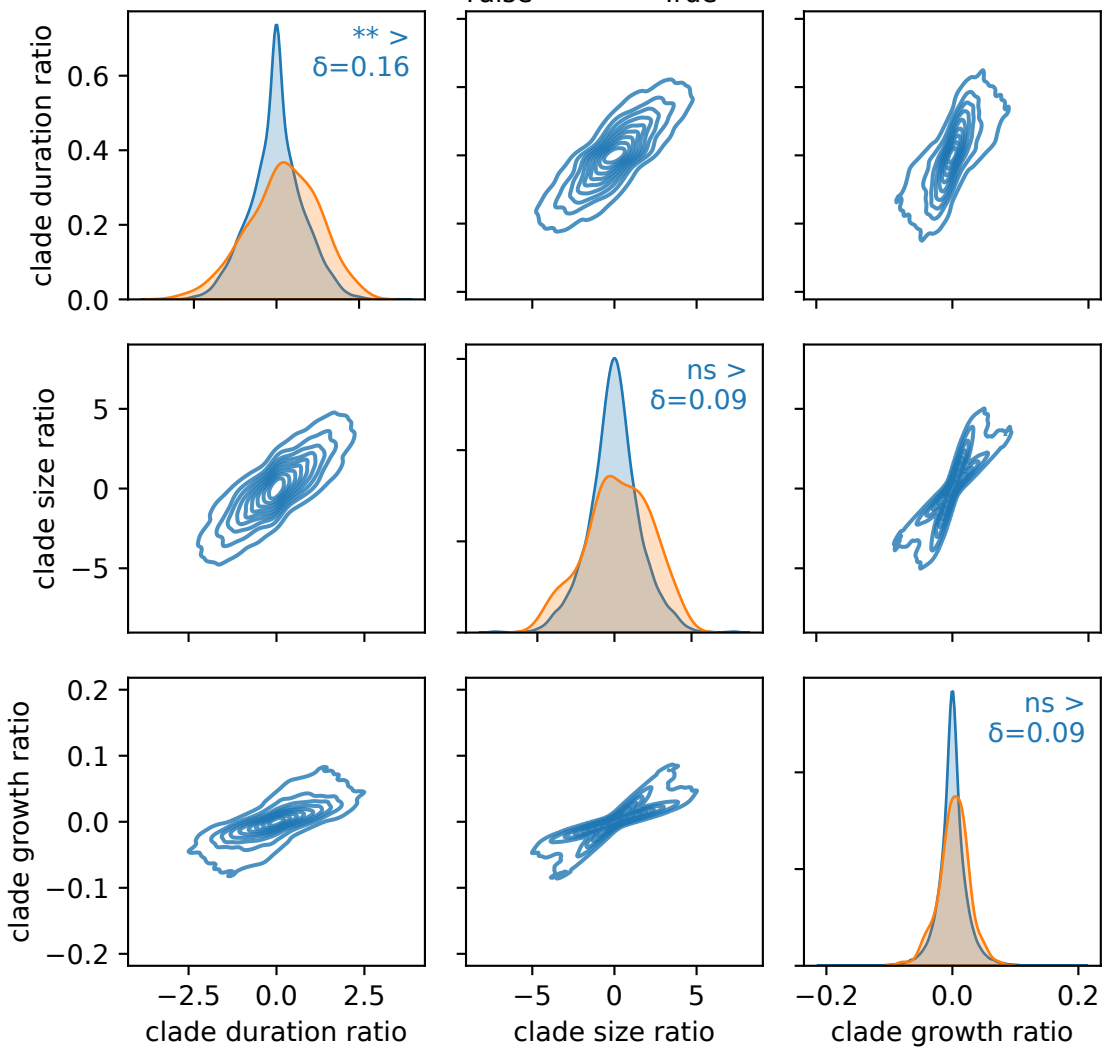 clade duration ratio
0.6
0.4
0.2
0.0
** >
δ=0.16
clade size ratio
5
0
−5
ns >
δ=0.09
clade growth ratio
0.2
0.1
0.0
−0.1
−0.2
ns >
δ=0.09
−2.5 0.0 2.5
clade duration ratio
−5 0 5
clade size ratio
−0.2 0.0 0.2
clade growth ratio